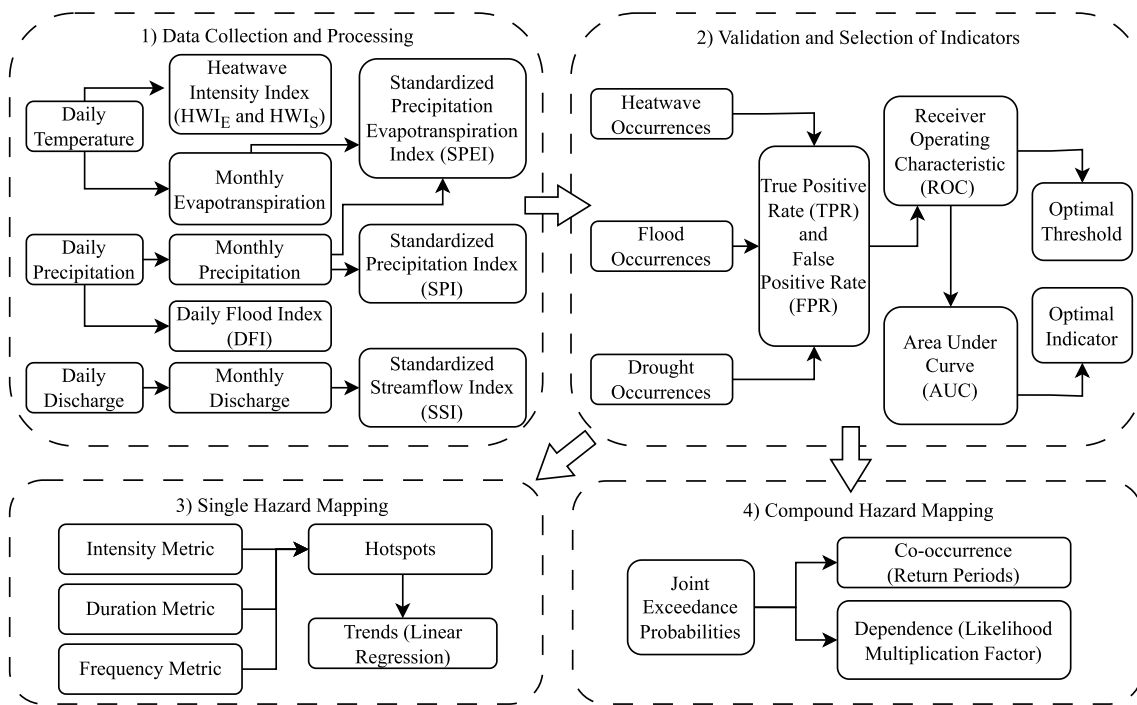 1) Data Collection and Processing
Daily
Temperature
Heatwave
Intensity Index
(HWI_E and HWI_S)
Monthly
Evapotranspiration
Standardized
Precipitation
Evapotranspiration
Index (SPEI)
Daily
Precipitation
Monthly
Precipitation
Standardized
Precipitation Index
(SPI)
Daily Flood Index
(DFI)
Daily
Discharge
Monthly
Discharge
Standardized
Streamflow Index
(SSI)
2) Validation and Selection of Indicators
Heatwave
Occurrences
Flood
Occurrences
Drought
Occurrences
True Positive
Rate (TPR)
and
False
Positive Rate
(FPR)
Receiver
Operating
Characteristic
(ROC)
Optimal
Threshold
Area Under
Curve
(AUC)
Optimal
Indicator
3) Single Hazard Mapping
Intensity Metric
Duration Metric
Frequency Metric
Hotspots
Trends (Linear
Regression)
4) Compound Hazard Mapping
Joint
Exceedance
Probabilities
Co-occurrence
(Return Periods)
Dependence (Likelihood
Multiplication Factor)